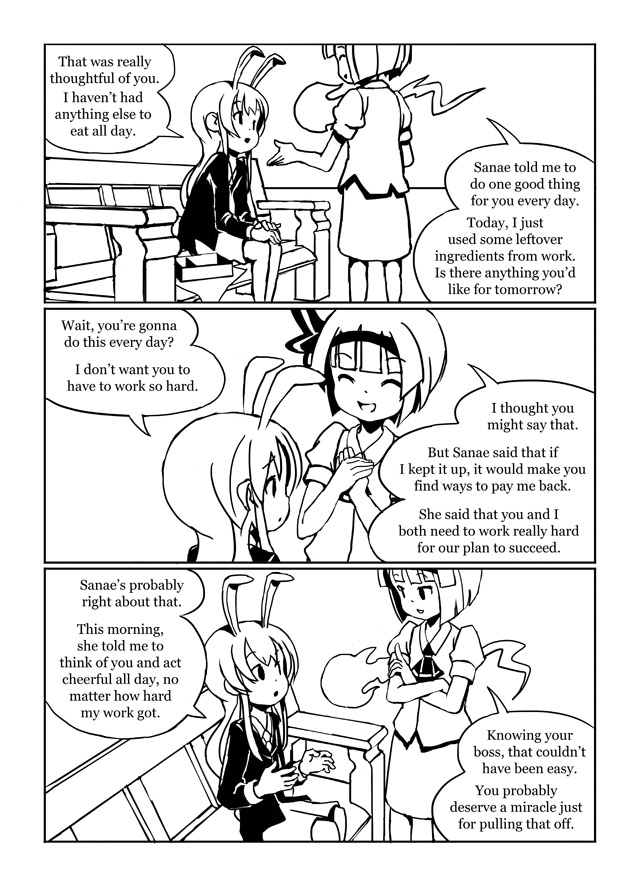 That was really
thoughtful of you.
I haven't had
anything else to
eat all day.
Sanae told me to
do one good thing
for you every day.
Today, I just
used some leftover
ingredients from work.
Is there anything you'd
like for tomorrow?
Wait, you're gonna
do this every day?
I don't want you to
have to work so hard.
I thought you
might say that.
But Sanae said that if
I kept it up, it would make you
find ways to pay me back.
She said that you and I
both need to work really hard
for our plan to succeed.
Sanae's probably
right about that.
This morning,
she told me to
think of you and act
cheerful all day, no
matter how hard
my work got.
Knowing your
boss, that couldn't
have been easy.
You probably
deserve a miracle just
for pulling that off.